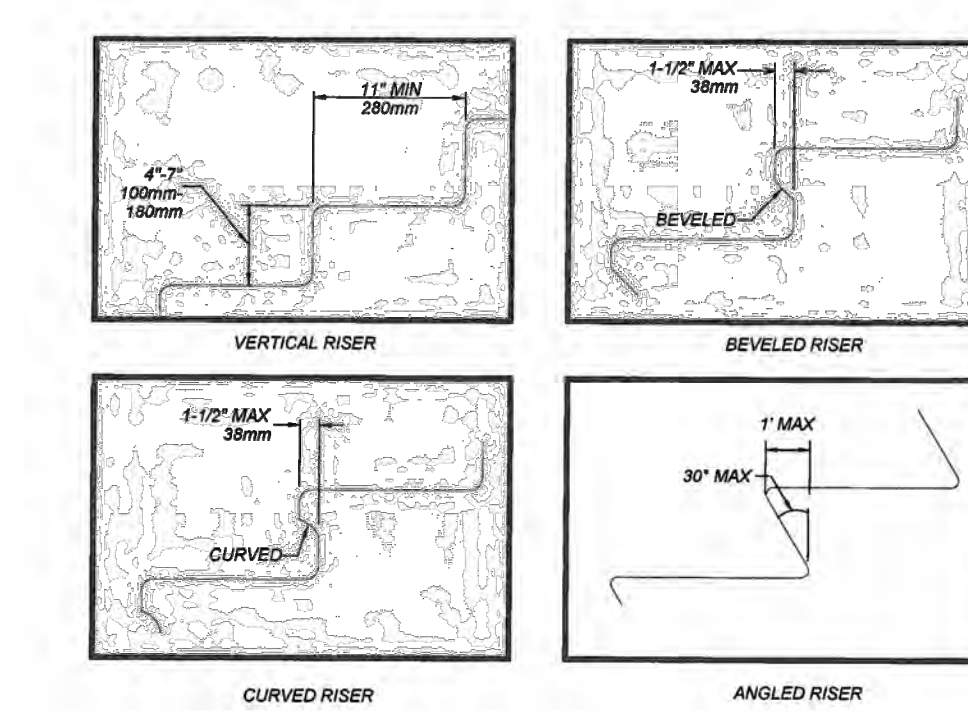 11" MIN
280mm
4"-7"
100mm-
180mm
VERTICAL RISER
1-1/2" MAX
38mm
BEVELED
BEVELED RISER
1-1/2" MAX
38mm
CURVED
CURVED RISER
1' MAX
30° MAX
ANGLED RISER